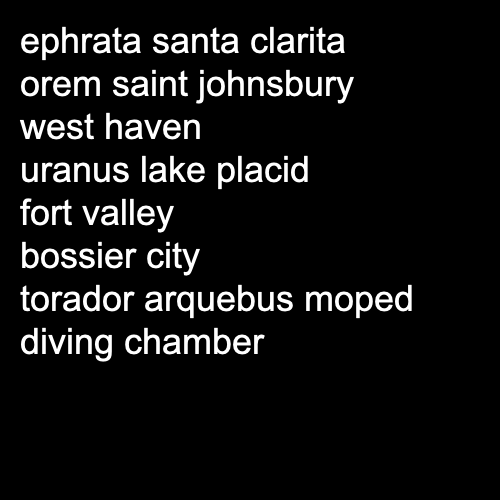 ephrata santa clarita
orem saint johnsbury
west haven
uranus lake placid
fort valley
bossier city
torador arquebus moped
diving chamber